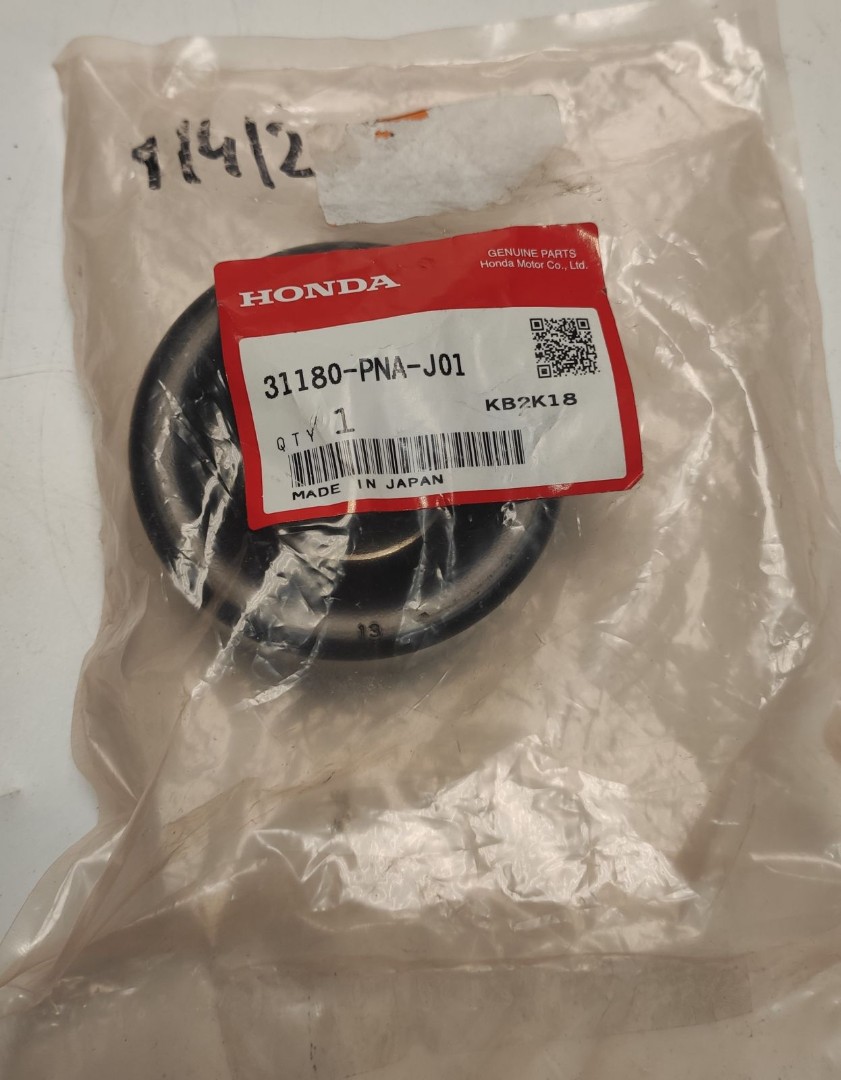 1/4/2
GENUINE PARTS
Honda Motor Co., Ltd.
HONDA
31180-PNA-J01
KB2K18
QTY 1
MADE IN JAPAN
13